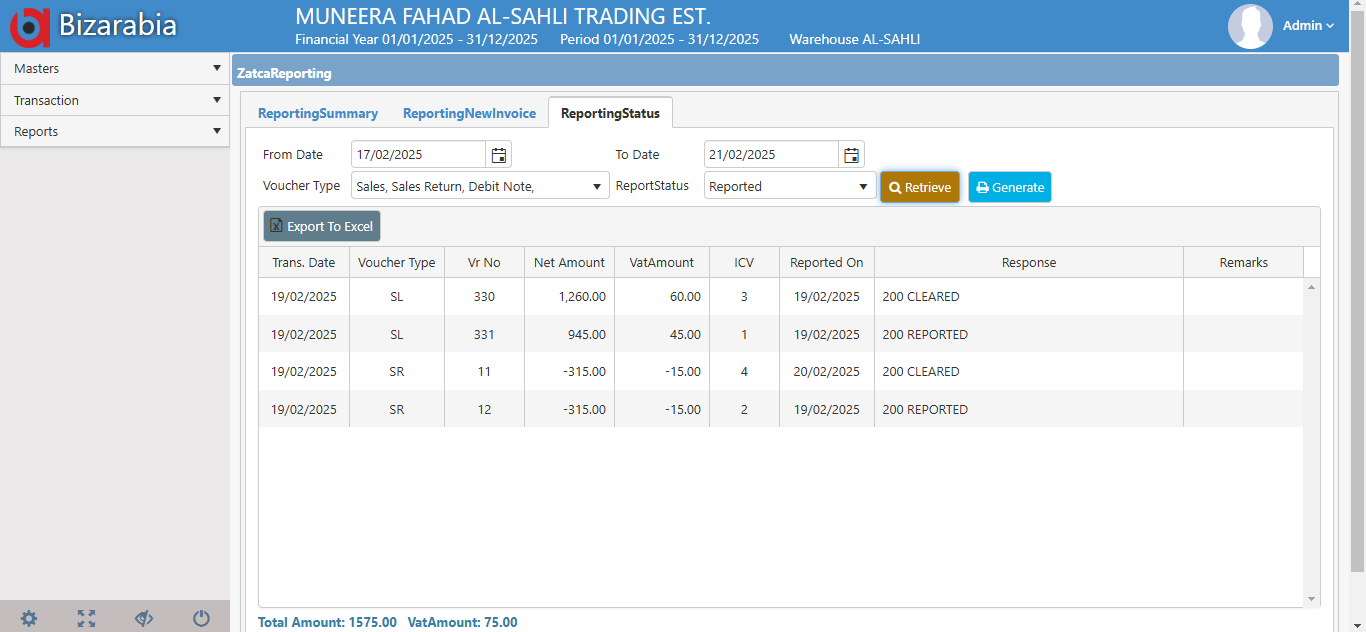 Bizarabia
MUNEERA FAHAD AL-SAHLI TRADING EST.
Financial Year 01/01/2025 - 31/12/2025 Period 01/01/2025 - 31/12/2025 Warehouse AL-SAHLI
Admin
Masters
Transaction
Reports
ZatcaReporting
ReportingSummary ReportingNewInvoice ReportingStatus
From Date 17/02/2025 To Date 21/02/2025
Voucher Type Sales, Sales Return, Debit Note, ReportStatus Reported Retrieve Generate
Export To Excel
Trans. Date Voucher Type Vr No Net Amount VatAmount ICV Reported On Response Remarks
19/02/2025 SL 330 1,260.00 60.00 3 19/02/2025 200 CLEARED
19/02/2025 SL 331 945.00 45.00 1 19/02/2025 200 REPORTED
19/02/2025 SR 11 -315.00 -15.00 4 20/02/2025 200 CLEARED
19/02/2025 SR 12 -315.00 -15.00 2 19/02/2025 200 REPORTED
Total Amount: 1575.00 VatAmount: 75.00